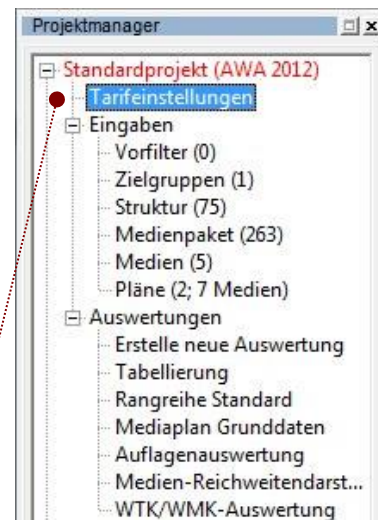 Projektmanager
Standardprojekt (AWA 2012)
Tarifeinstellungen
Eingaben
Vorfilter (0)
Zielgruppen (1)
Struktur (75)
Medienpaket (263)
Medien (5)
Pläne (2; 7 Medien)
Auswertungen
Erstelle neue Auswertung
Tabellierung
Rangreihe Standard
Mediaplan Grunddaten
Auflagenauswertung
Medien-Reichweitendarst...
WTK/WMK-Auswertung